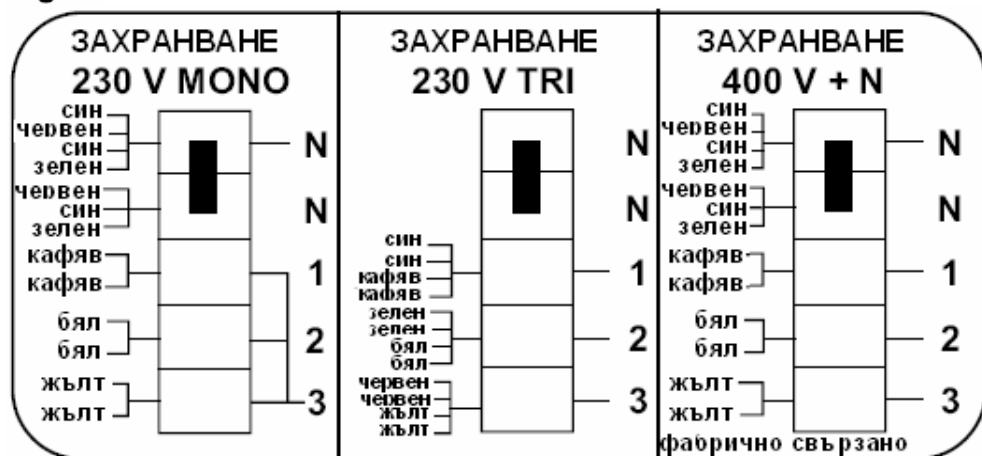 ЗАХРАНВАНЕ
230 V MONO
син
червен
син
зелен
N
червен
син
зелен
N
кафяв
кафяв
1
бял
бял
2
жълт
жълт
3
ЗАХРАНВАНЕ
230 V TRI
N
N
син
син
кафяв
кафяв
1
зелен
зелен
бял
бял
2
червен
червен
жълт
жълт
3
ЗАХРАНВАНЕ
400 V + N
син
червен
син
зелен
N
червен
син
зелен
N
кафяв
кафяв
1
бял
бял
2
жълт
жълт
3
фабрично свързано